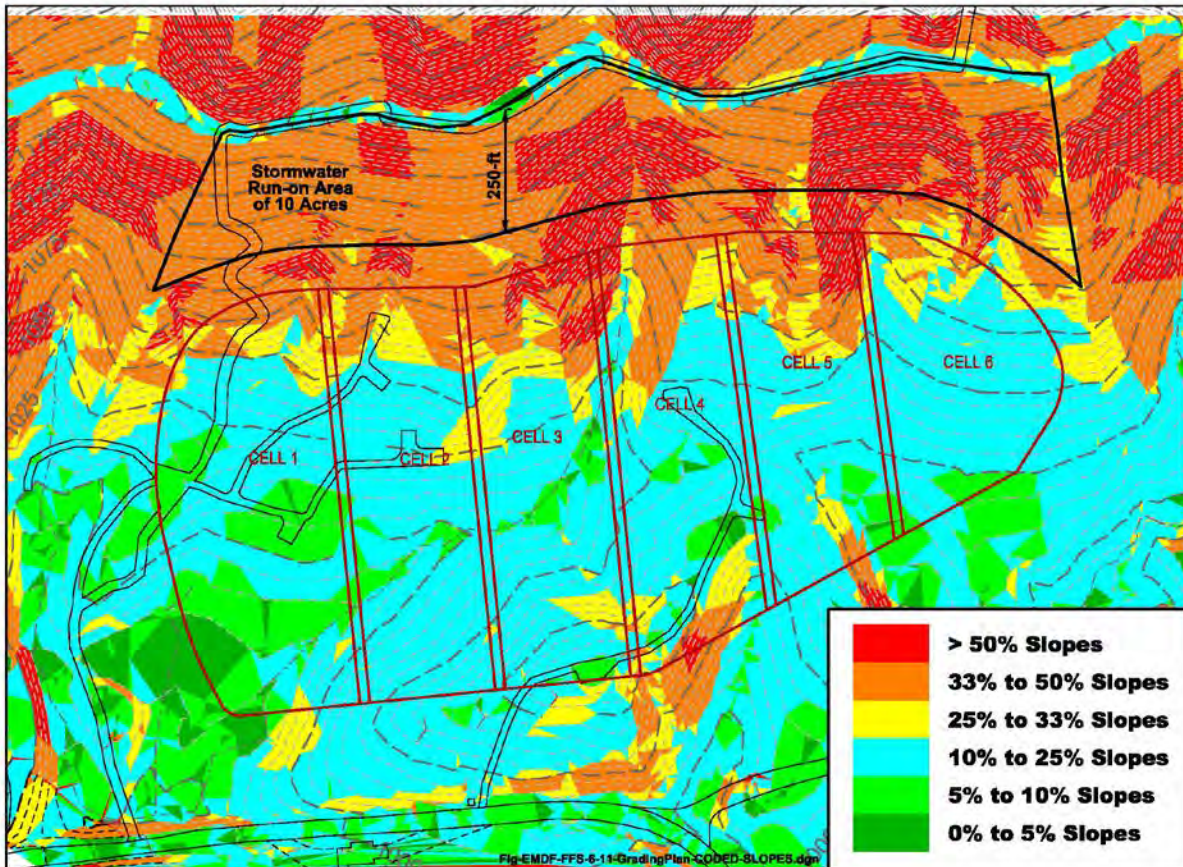 Stormwater
Run-on Area
of 10 Acres
250-ft
1025
CELL 1
CELL 2
CELL 3
CELL 4
CELL 5
CELL 6
> 50% Slopes
33% to 50% Slopes
25% to 33% Slopes
10% to 25% Slopes
5% to 10% Slopes
0% to 5% Slopes
Fig-EMDF-FFS-6-11-GradingPlan-CODED-SLOPES.dgn